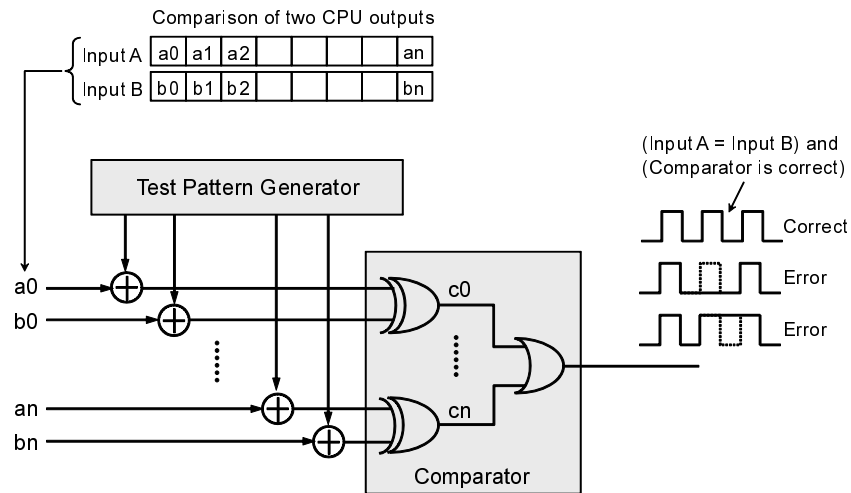 Comparison of two CPU outputs
Input A a0 a1 a2 an
Input B b0 b1 b2 bn
(Input A = Input B) and
(Comparator is correct)
Test Pattern Generator
Correct
Error
Error
a0
b0
c0
an
bn
cn
Comparator